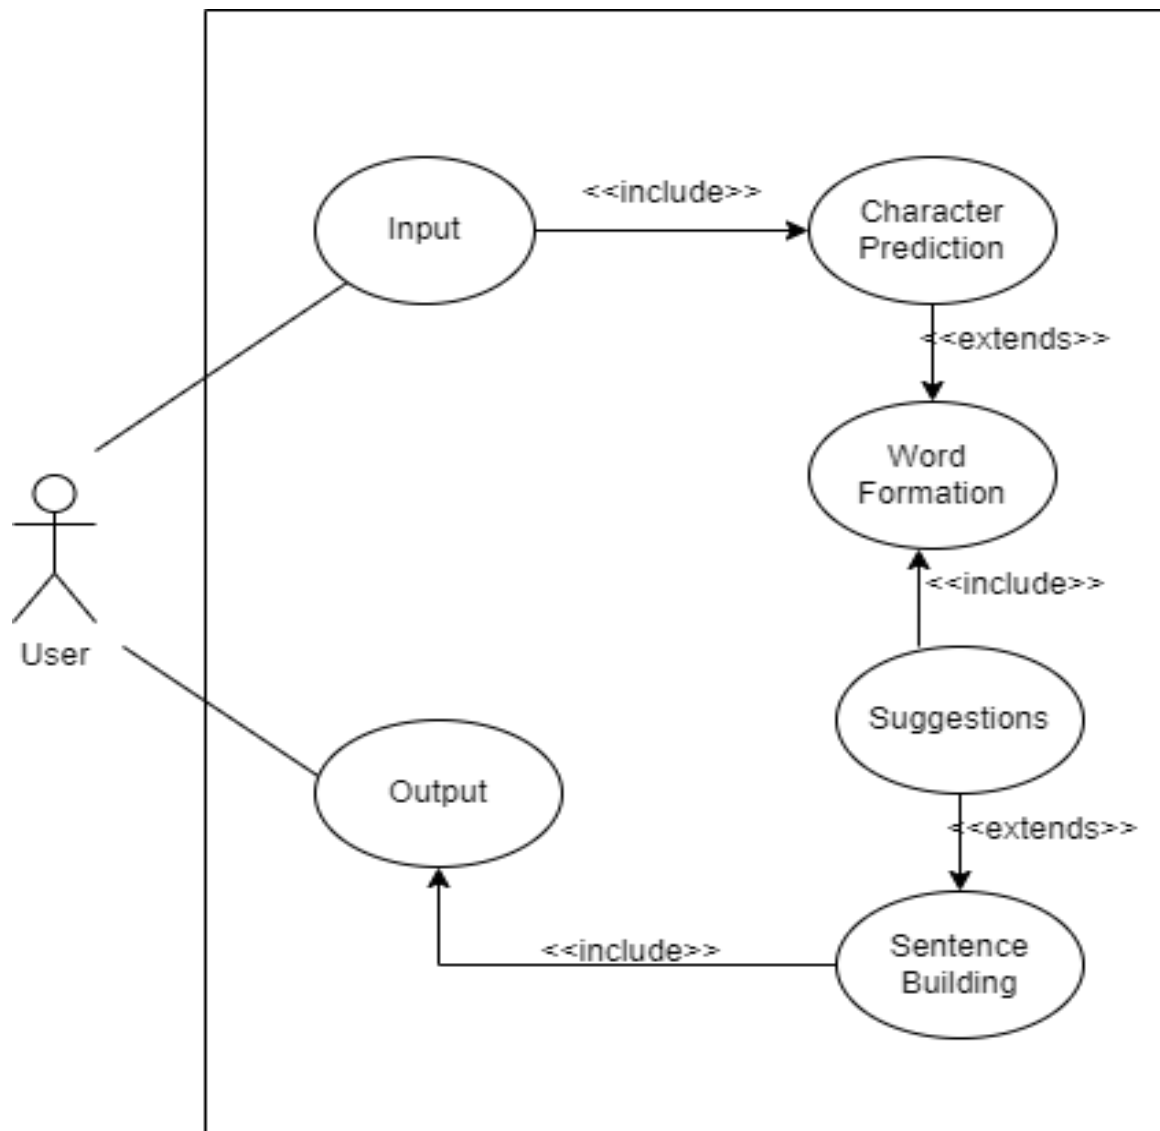 <<include>>
Input
Character
Prediction
<<extends>>
Word
Formation
<<include>>
User
Suggestions
Output
<<extends>>
<<include>>
Sentence
Building